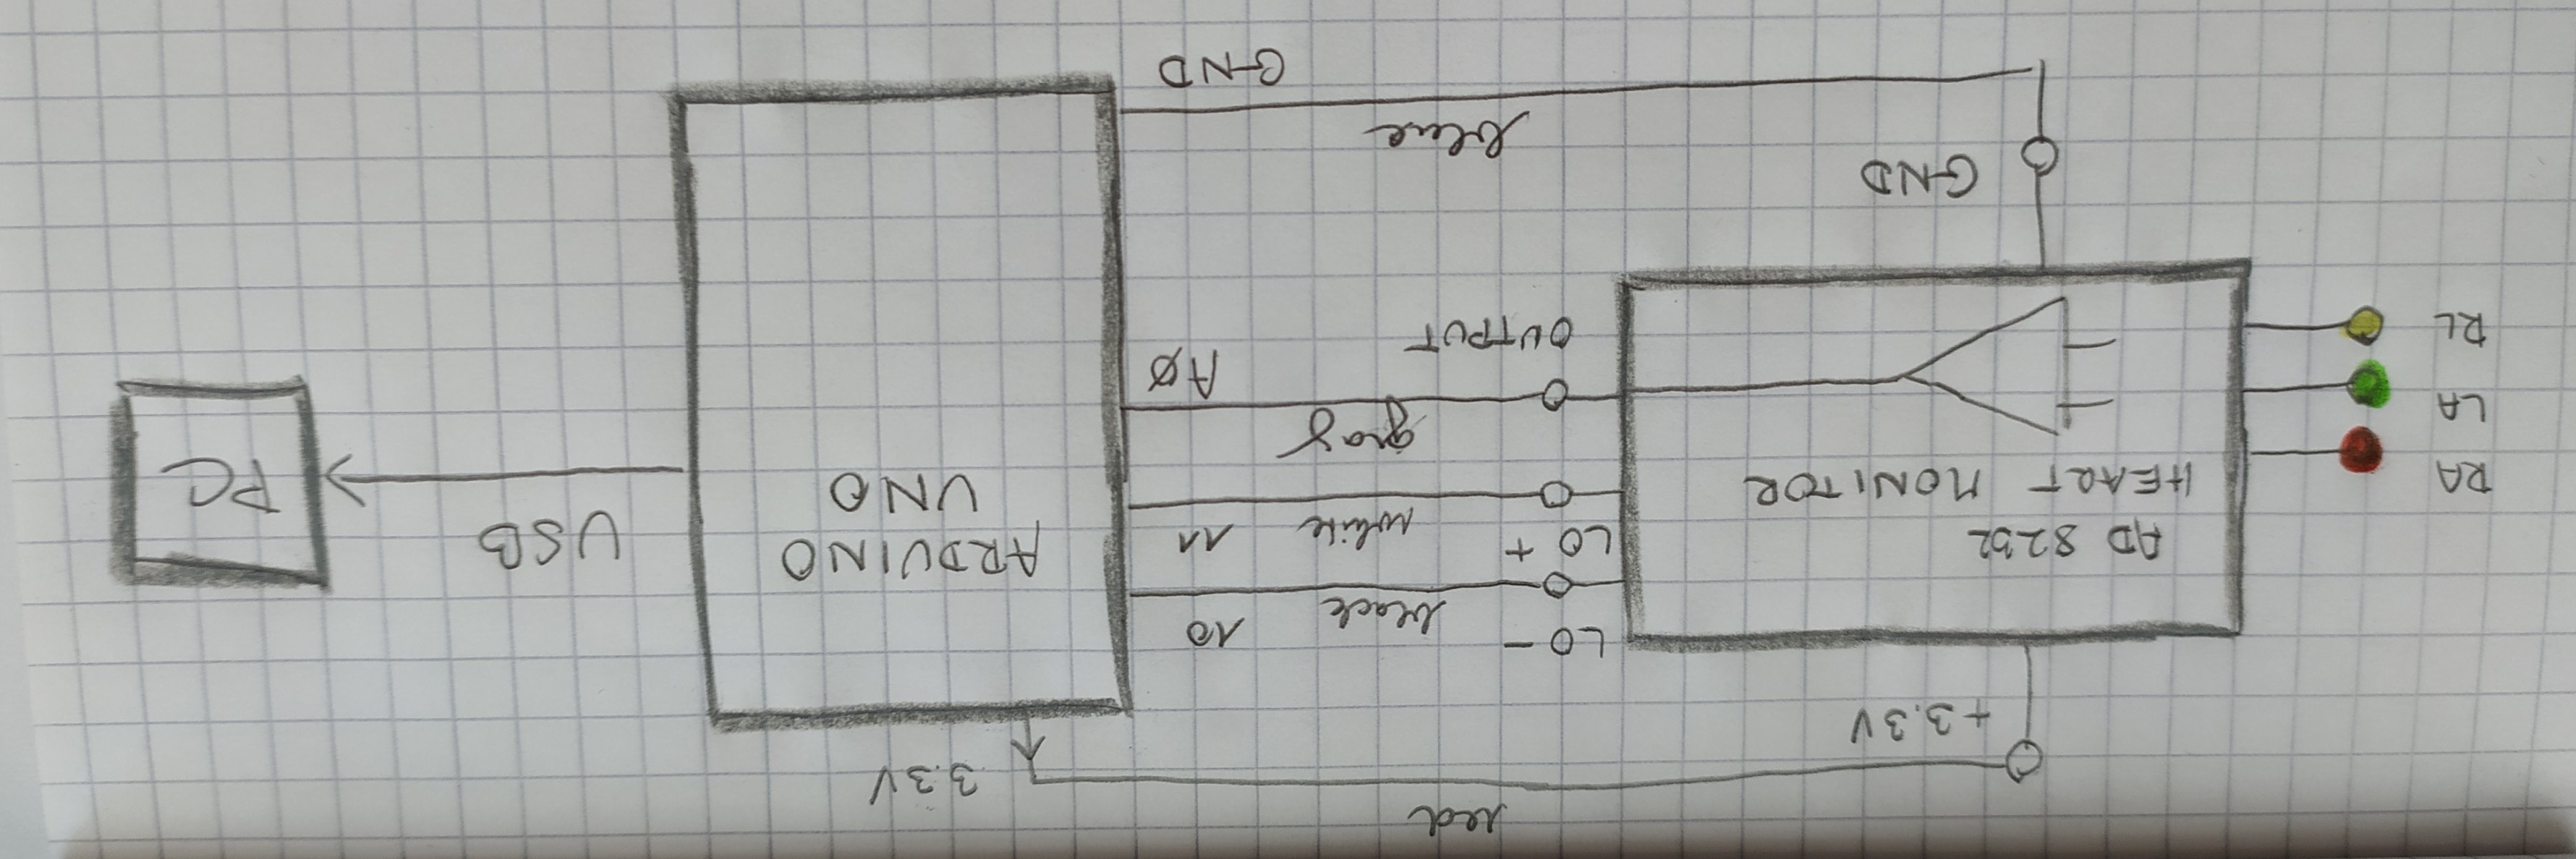 red
3.3V
+3.3V
LO -
black 10
AD 8232
LO +
white 11
ARDUINO
UNO
USB
PC
HEART MONITOR
RA
LA
RL
gray
AØ
OUTPUT
GND
blue
GND